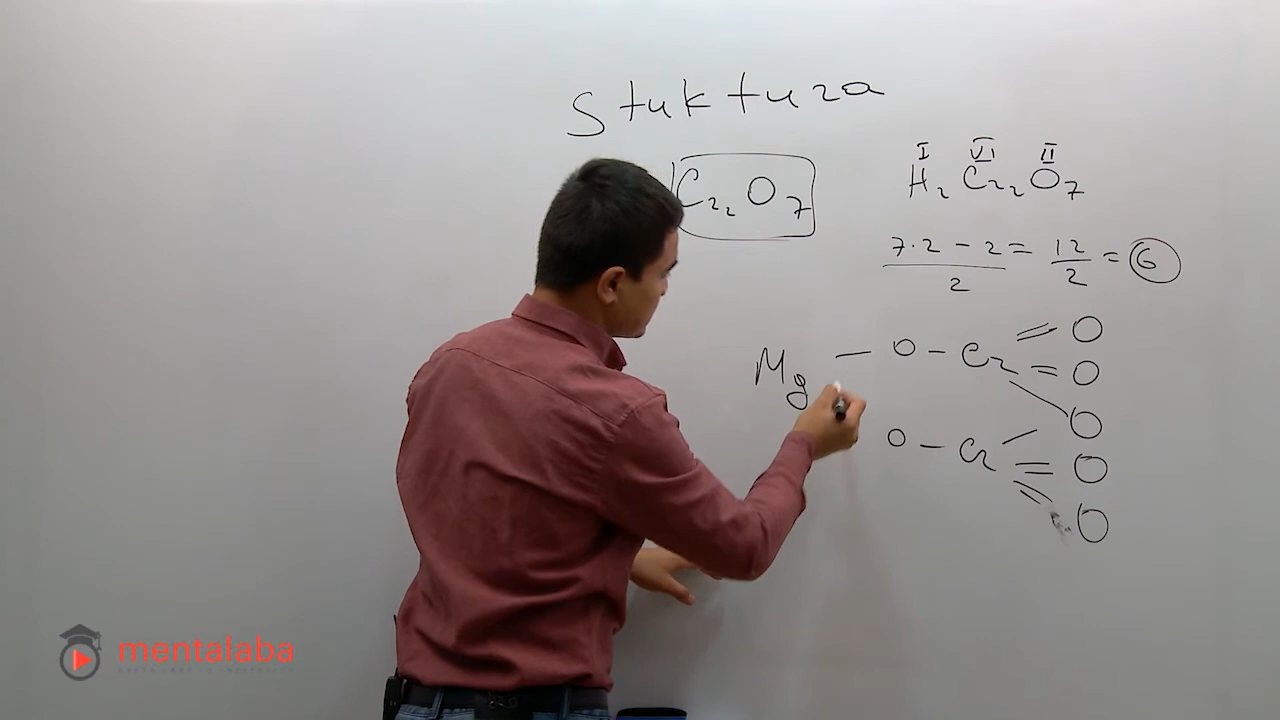 Stuktura
Cr₂O₇
I VI II
H₂Cr₂O₇
7·2 - 2 / 2 = 12 / 2 = 6
Mg - O - Cr = O
= O
O
O - Cr = O
= O
mentalaba